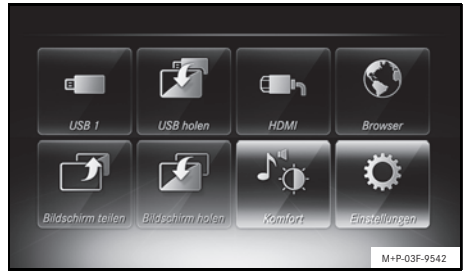 USB 1
USB holen
HDMI
Browser
Bildschirm teilen
Bildschirm holen
Komfort
Einstellungen
M+P-03F-9542